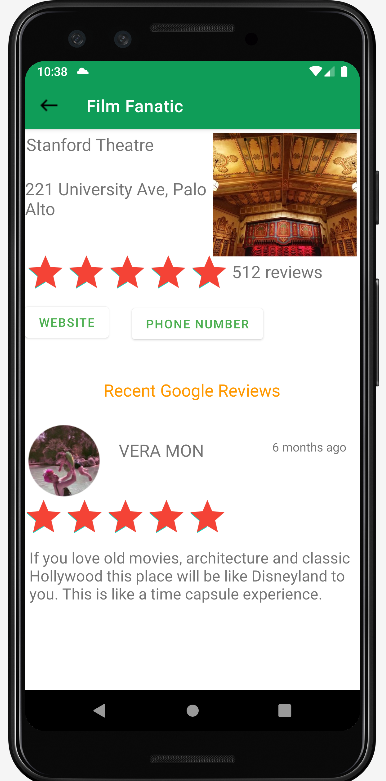 10:38
Film Fanatic
Stanford Theatre
221 University Ave, Palo
Alto
512 reviews
WEBSITE
PHONE NUMBER
Recent Google Reviews
VERA MON
6 months ago
If you love old movies, architecture and classic
Hollywood this place will be like Disneyland to
you. This is like a time capsule experience.